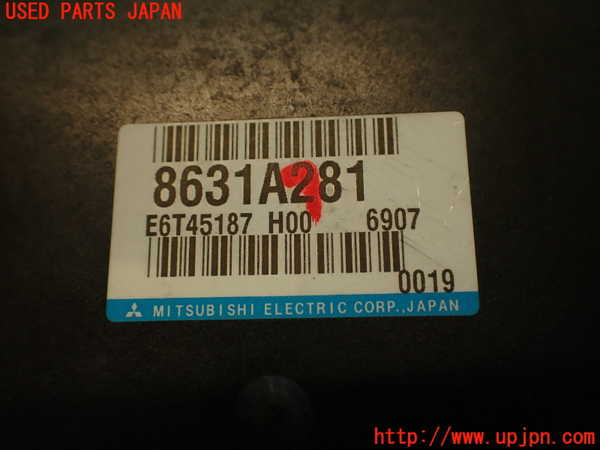 USED PARTS JAPAN
8631A281
E6T45187 H00 6907
0019
MITSUBISHI ELECTRIC CORP.,JAPAN
http://www.upjpn.com/